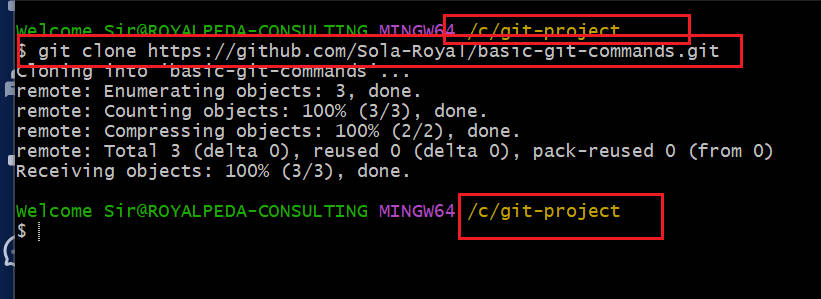 Welcome Sir@ROYALPEDA-CONSULTING MINGW64 /c/git-project
$ git clone https://github.com/Sola-Royal/basic-git-commands.git
Cloning into 'basic-git-commands'...
remote: Enumerating objects: 3, done.
remote: Counting objects: 100% (3/3), done.
remote: Compressing objects: 100% (2/2), done.
remote: Total 3 (delta 0), reused 0 (delta 0), pack-reused 0 (from 0)
Receiving objects: 100% (3/3), done.
Welcome Sir@ROYALPEDA-CONSULTING MINGW64 /c/git-project
$